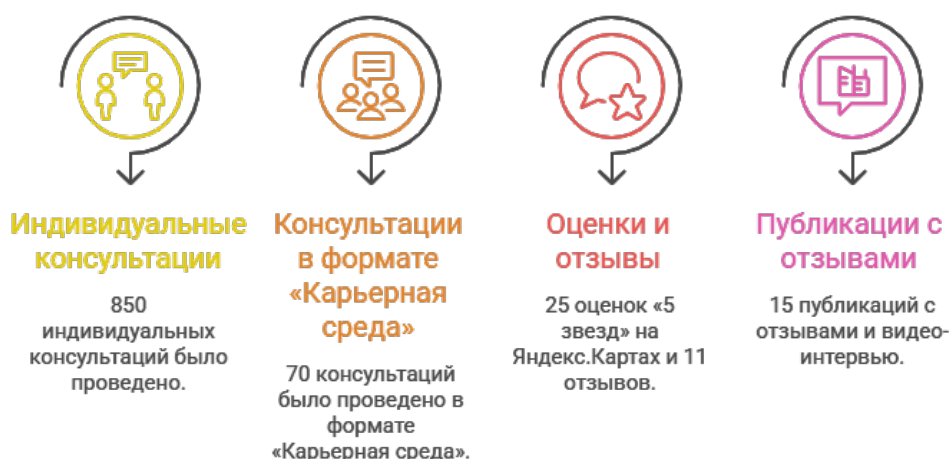 Индивидуальные
консультации
850
индивидуальных
консультаций было
проведено.
Консультации
в формате
«Карьерная
среда»
70 консультаций
было проведено в
формате
«Карьерная среда».
Оценки и
отзывы
25 оценок «5
звезд» на
Яндекс.Картах и 11
отзывов.
Публикации с
отзывами
15 публикаций с
отзывами и видео-
интервью.